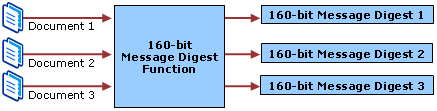 Document 1
Document 2
Document 3
160-bit
Message Digest
Function
160-bit Message Digest 1
160-bit Message Digest 2
160-bit Message Digest 3